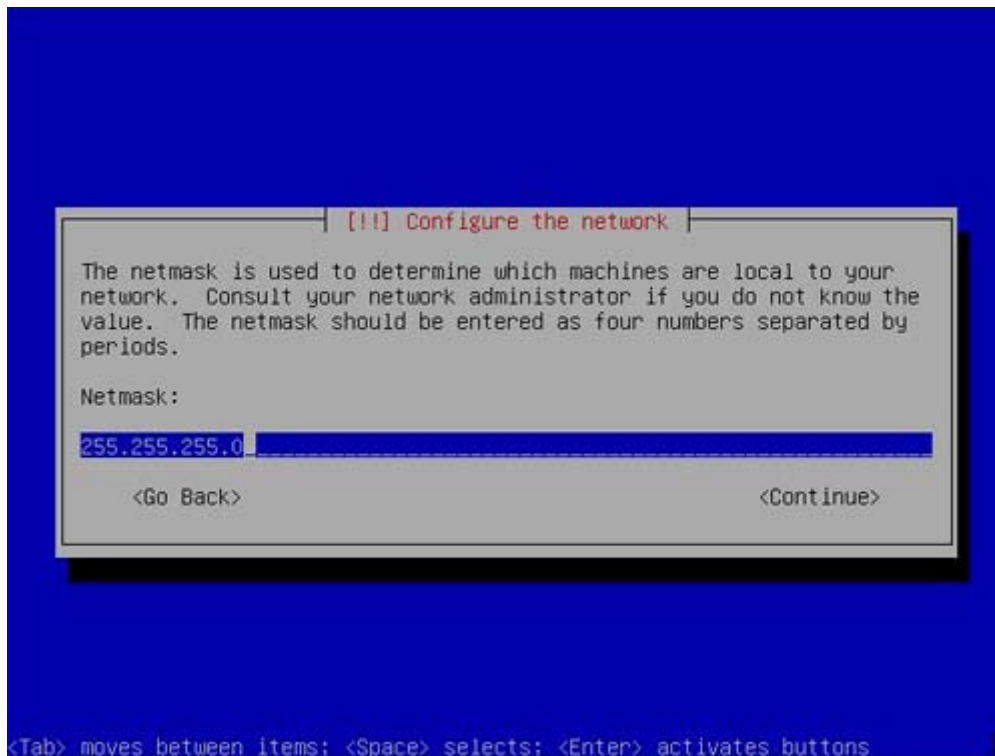 [!!] Configure the network
The netmask is used to determine which machines are local to your
network.  Consult your network administrator if you do not know the
value.  The netmask should be entered as four numbers separated by
periods.
Netmask:
255.255.255.0
<Go Back> <Continue>
<Tab> moves between items; <Space> selects; <Enter> activates buttons